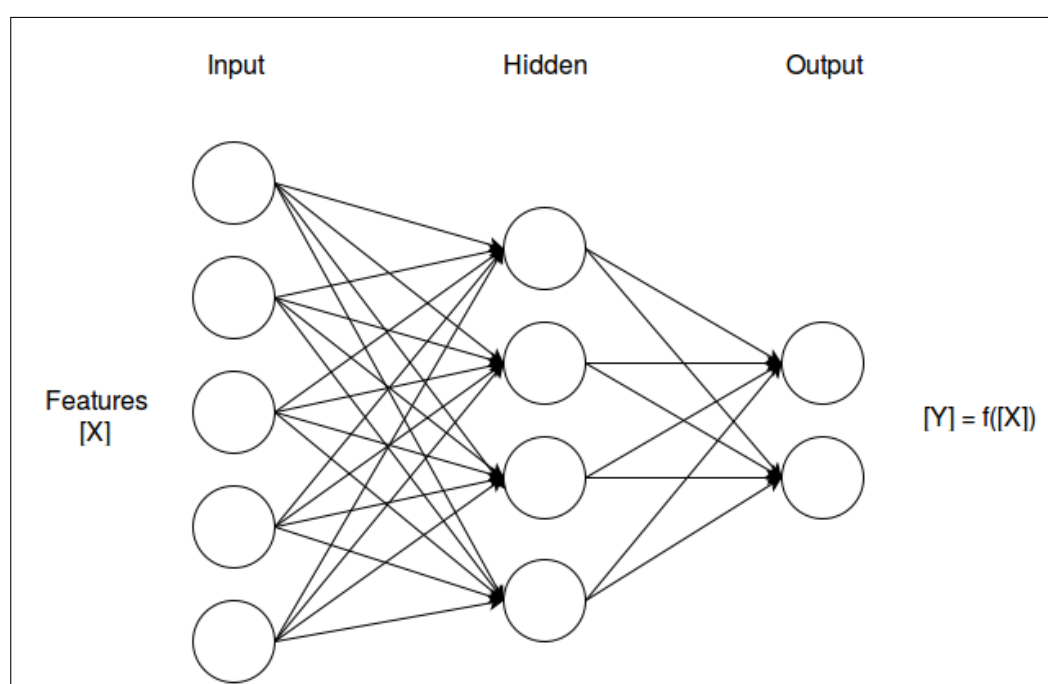 Input
Hidden
Output
Features
[X]
[Y] = f([X])